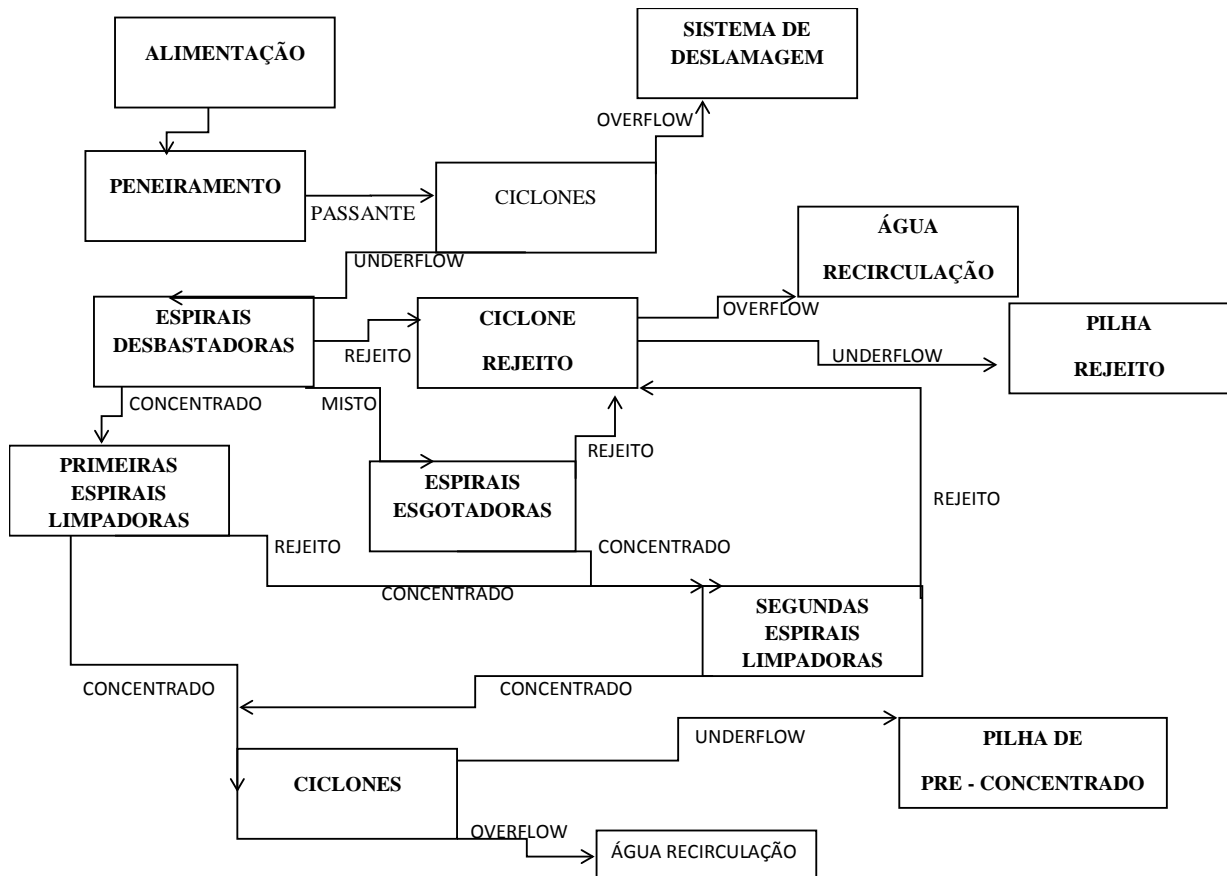 ALIMENTAÇÃO
SISTEMA DE
DESLAMAGEM
OVERFLOW
PENEIRAMENTO
PASSANTE
CICLONES
UNDERFLOW
ÁGUA
RECIRCULAÇÃO
ESPIRAIS
DESBASTADORAS
REJEITO
CICLONE
REJEITO
OVERFLOW
UNDERFLOW
PILHA
REJEITO
CONCENTRADO
MISTO
PRIMEIRAS
ESPIRAIS
LIMPADORAS
ESPIRAIS
ESGOTADORAS
REJEITO
REJEITO
REJEITO
CONCENTRADO
CONCENTRADO
SEGUNDAS
ESPIRAIS
LIMPADORAS
CONCENTRADO
CONCENTRADO
CICLONES
UNDERFLOW
PILHA DE
PRE - CONCENTRADO
OVERFLOW
ÁGUA RECIRCULAÇÃO